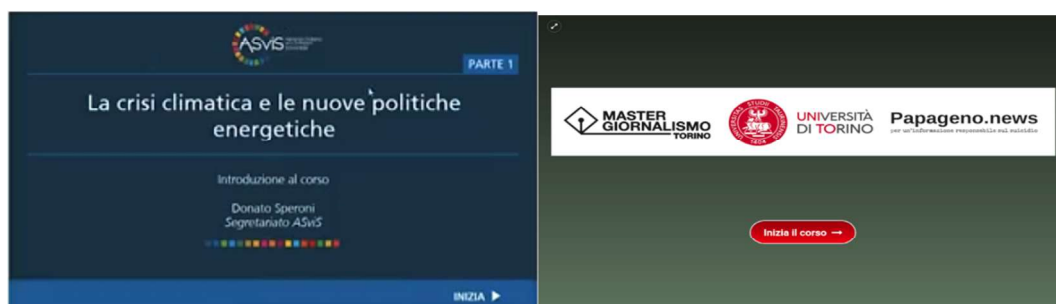 ASviS
PARTE 1
La crisi climatica e le nuove politiche
energetiche
Introduzione al corso
Donato Speroni
Segretariato ASviS
INIZIA
MASTER
GIORNALISMO
TORINO
UNIVERSITÀ
DI TORINO
Papageno.news
per un'informazione responsabile sul suicidio
Inizia il corso →